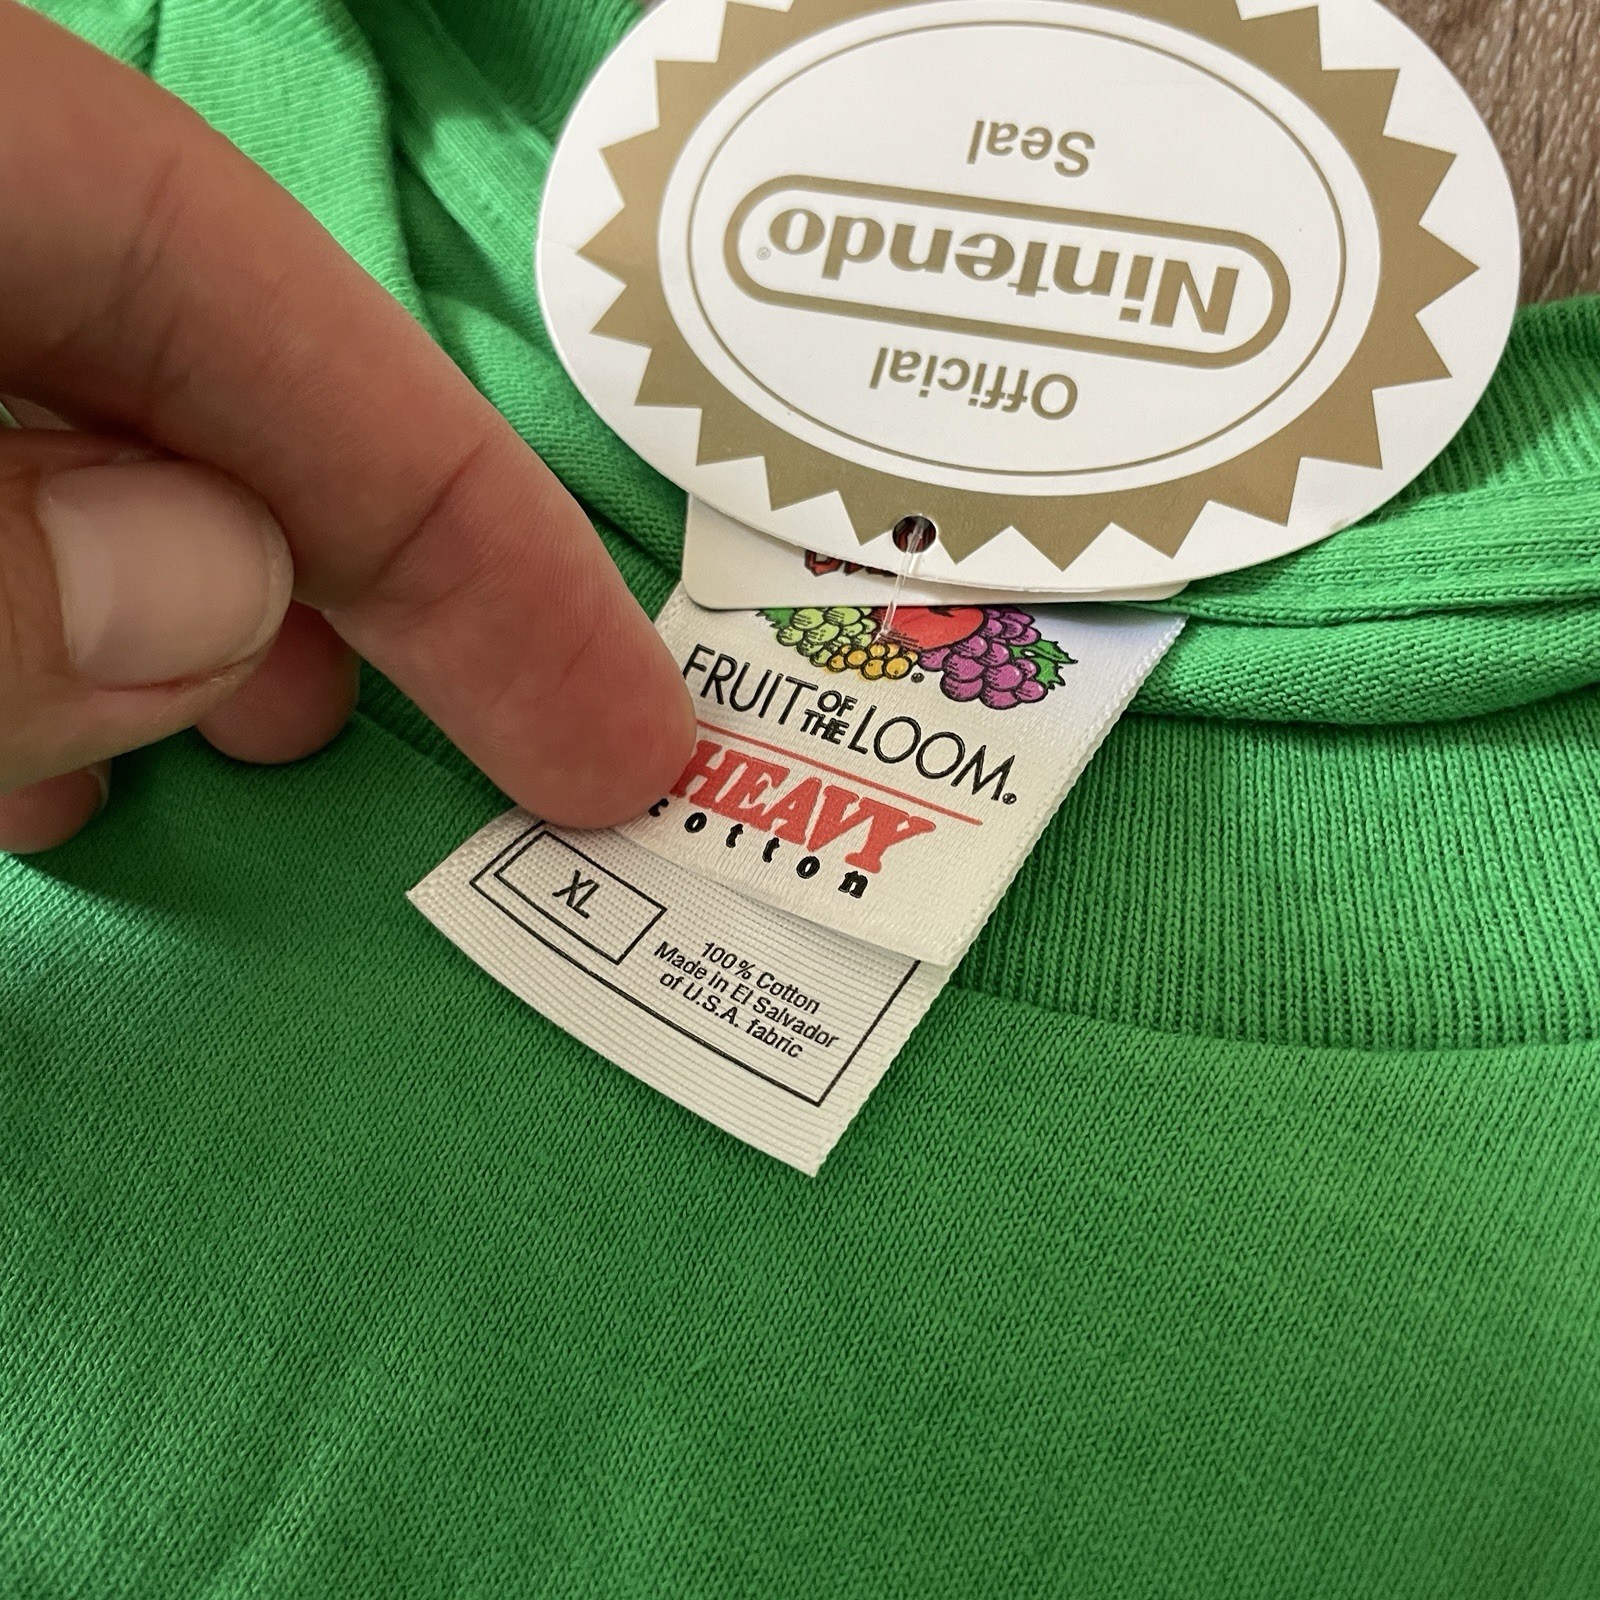 Official
Nintendo®
Seal
FRUIT OF THE LOOM®
HEAVY
cotton
XL
100% Cotton
Made in El Salvador
of U.S.A. fabric